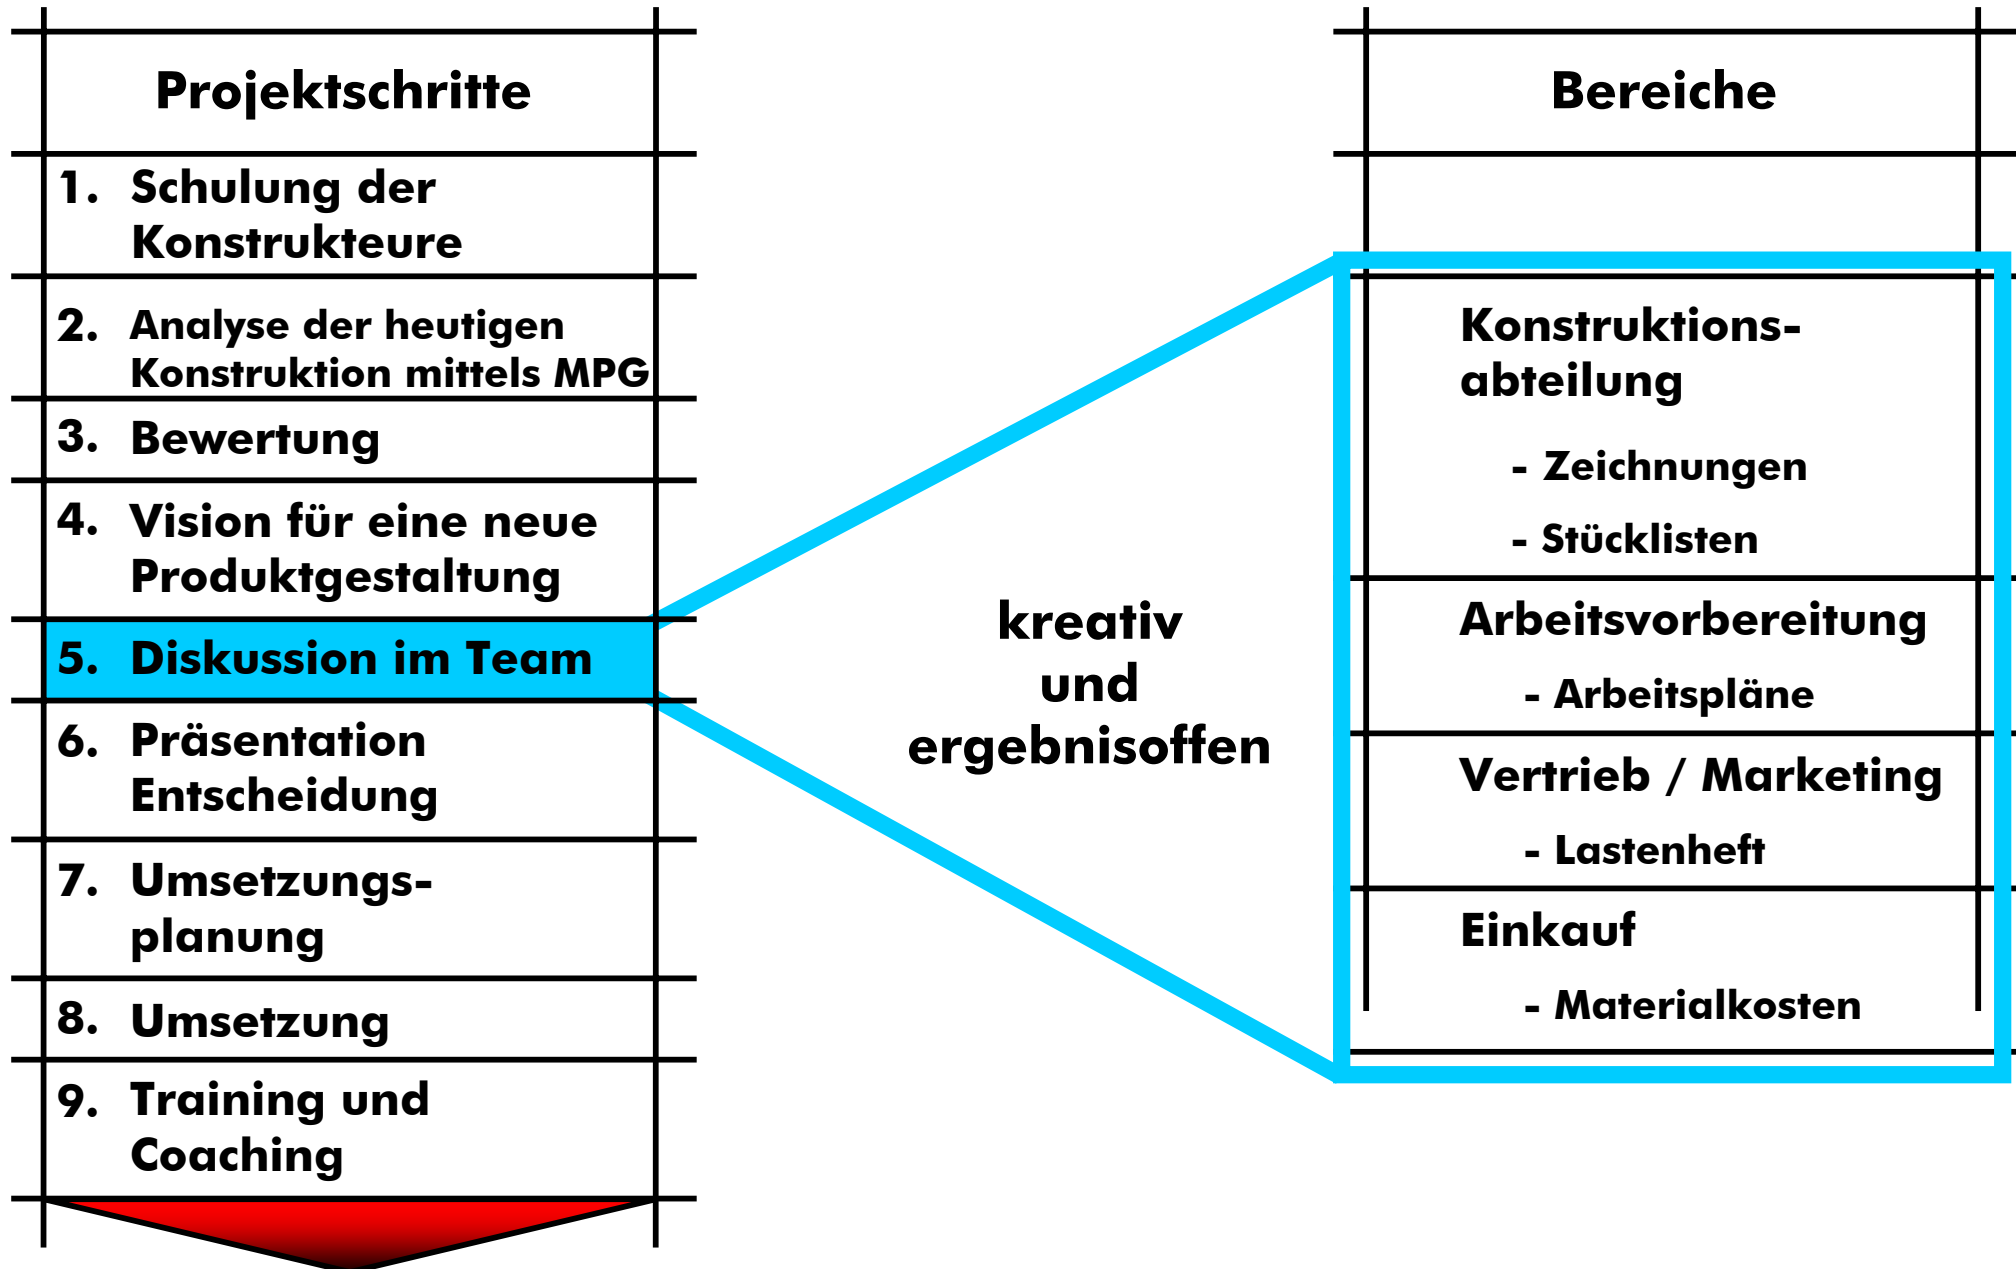 Projektschritte
1. Schulung der
Konstrukteure
2. Analyse der heutigen
Konstruktion mittels MPG
3. Bewertung
4. Vision für eine neue
Produktgestaltung
5. Diskussion im Team
6. Präsentation
Entscheidung
7. Umsetzungs-
planung
8. Umsetzung
9. Training und
Coaching
kreativ
und
ergebnisoffen
Bereiche
Konstruktions-
abteilung
- Zeichnungen
- Stücklisten
Arbeitsvorbereitung
- Arbeitspläne
Vertrieb / Marketing
- Lastenheft
Einkauf
- Materialkosten